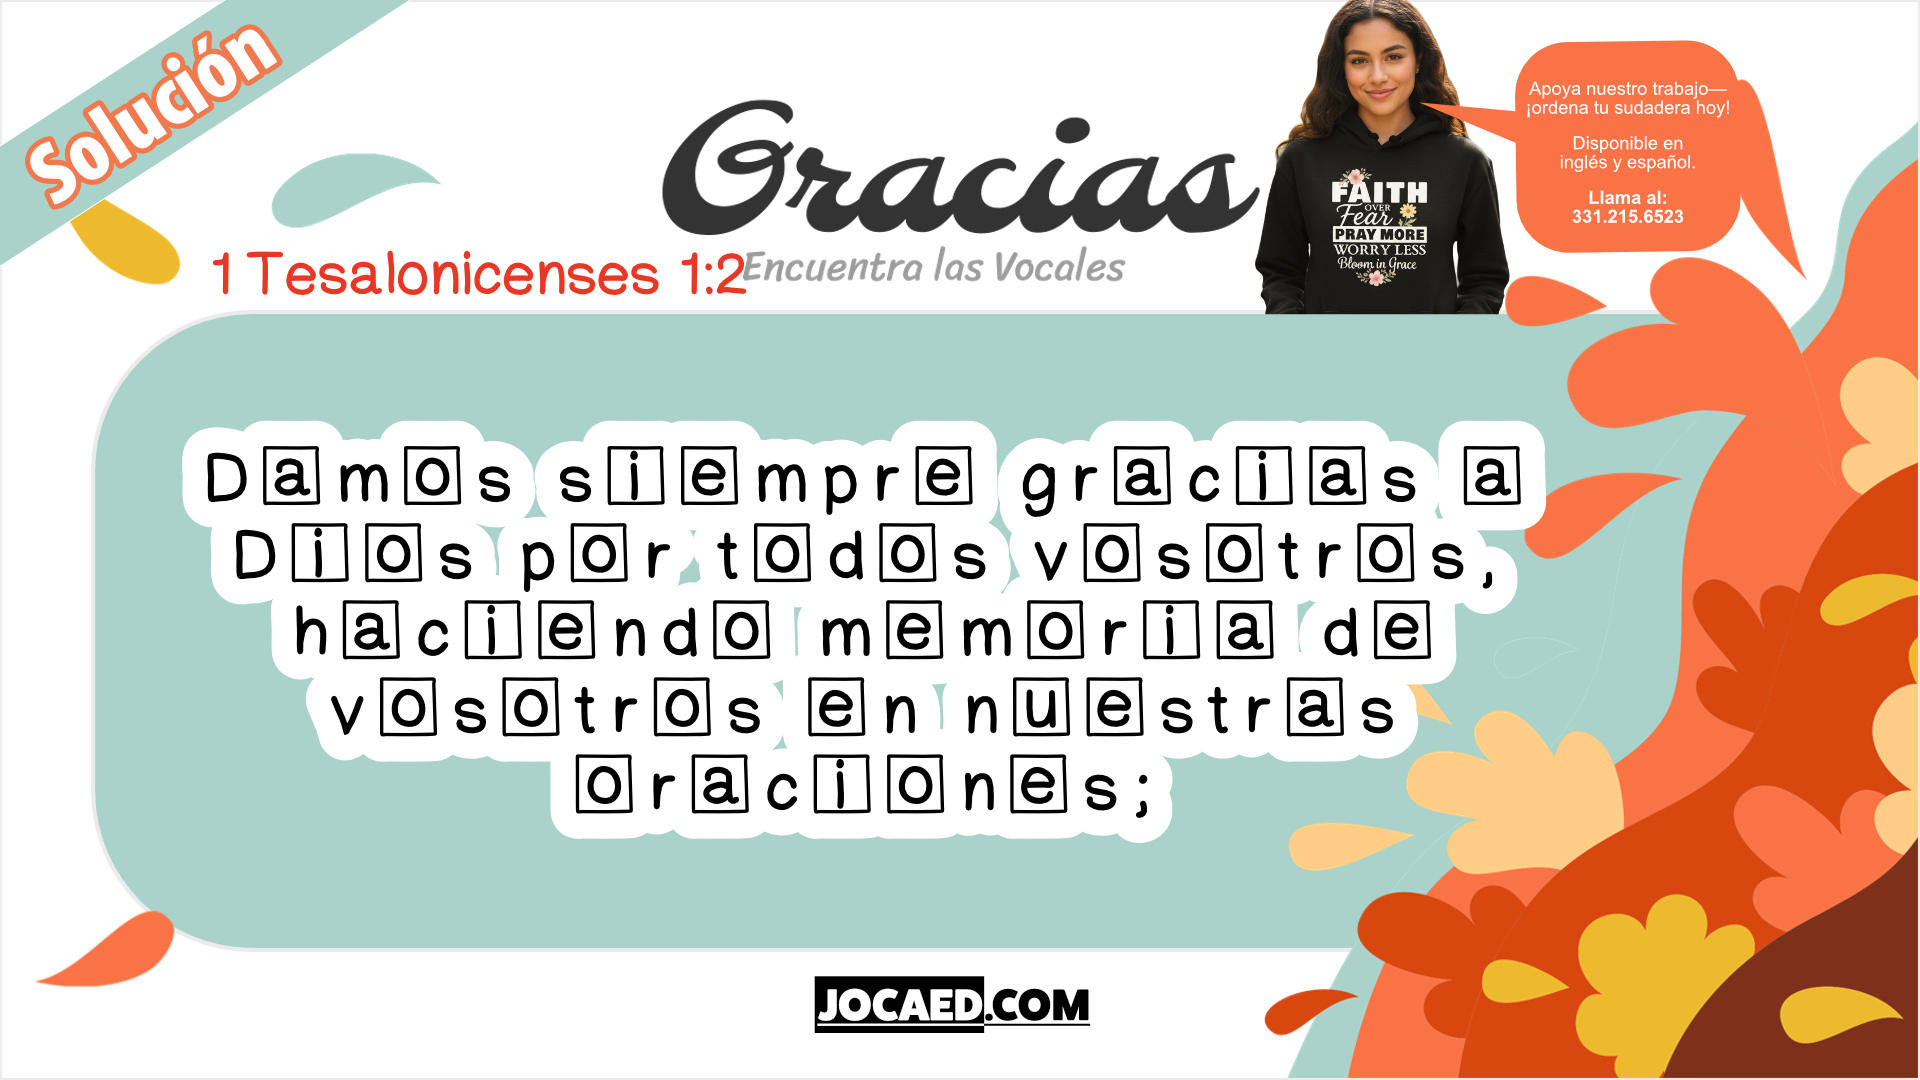 Solución
Gracias
1 Tesalonicenses 1:2
Encuentra las Vocales
Apoya nuestro trabajo—
¡ordena tu sudadera hoy!
Disponible en
inglés y español.
Llama al:
331.215.6523
FAITH
OVER
Fear
PRAY MORE
WORRY LESS
Bloom in Grace
Damos siempre gracias a
Dios por todos vosotros,
haciendo memoria de
vosotros en nuestras
oraciones;
JOCAED.COM